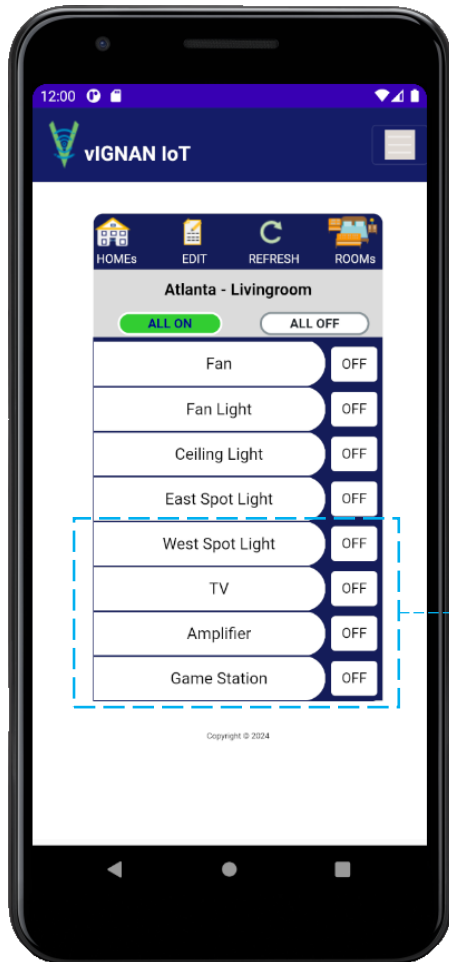 12:00
vIGNAN IoT
HOMEs EDIT REFRESH ROOMs
Atlanta - Livingroom
ALL ON ALL OFF
Fan OFF
Fan Light OFF
Ceiling Light OFF
East Spot Light OFF
West Spot Light OFF
TV OFF
Amplifier OFF
Game Station OFF
Copyright © 2024